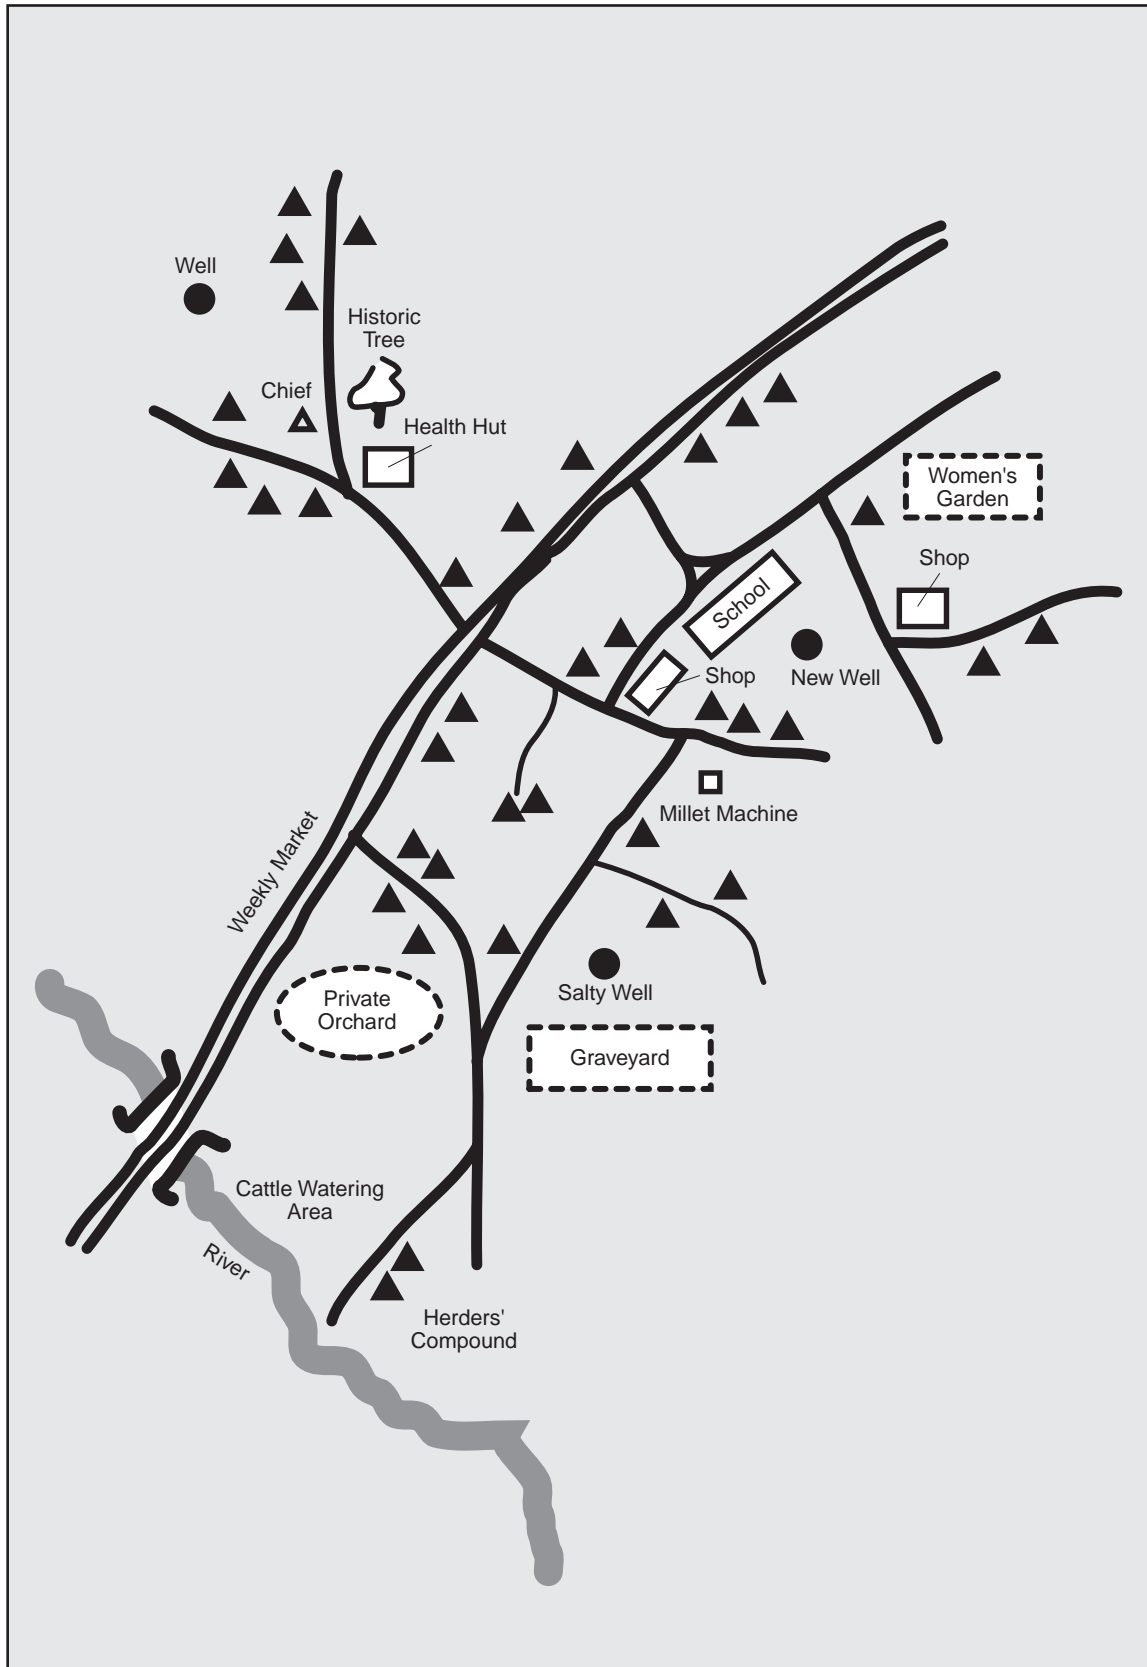 Well
Historic
Tree
Chief
Health Hut
Women's
Garden
Shop
School
Shop
New Well
Millet Machine
Weekly Market
Salty Well
Private
Orchard
Graveyard
Cattle Watering
Area
River
Herders'
Compound